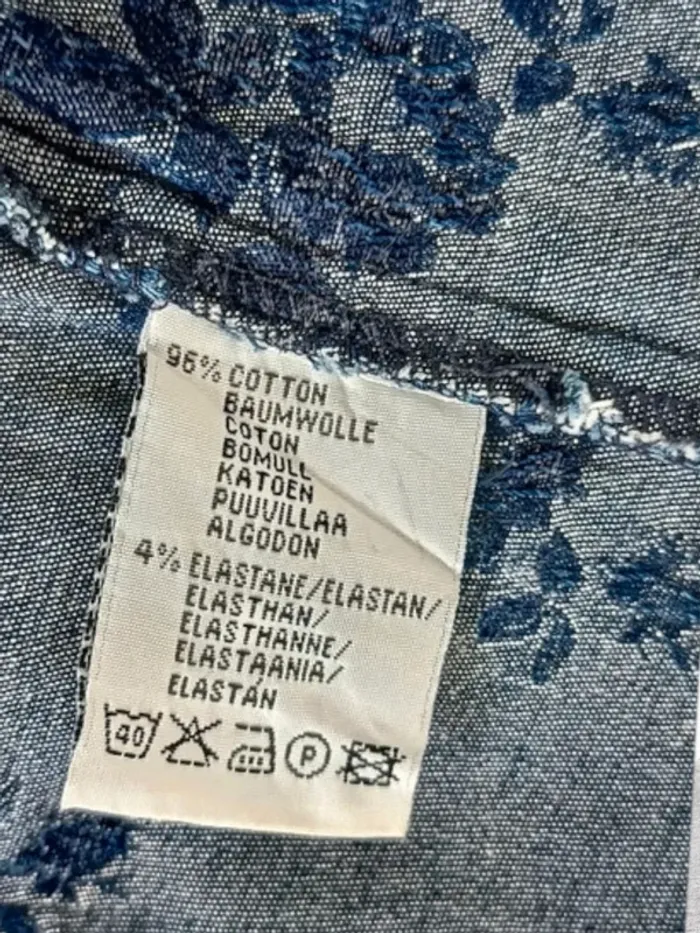 96% COTTON
BAUMWOLLE
COTON
BOMULL
KATOEN
PUUVILLAA
ALGODON
4% ELASTANE/ELASTAN/
ELASTHAN/
ELASTHANNE/
ELASTAANIA/
ELASTÁN
40 P